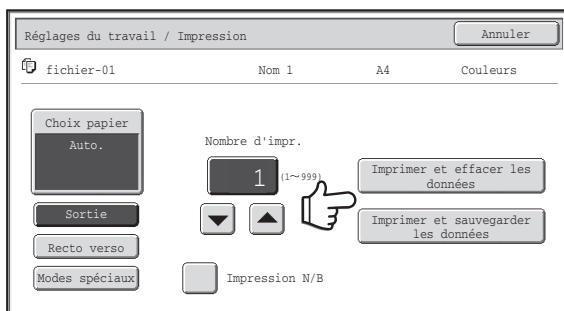 Réglages du travail / Impression
Annuler
fichier-01 Nom 1 A4 Couleurs
Choix papier
Auto.
Sortie
Recto verso
Modes spéciaux
Nombre d'impr.
1 (1~999)
Impression N/B
Imprimer et effacer les
données
Imprimer et sauvegarder
les données